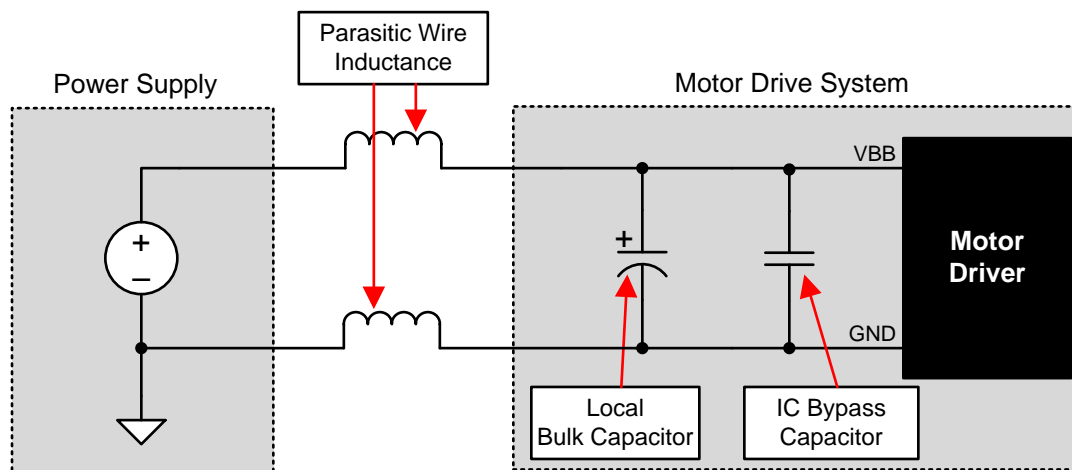 Parasitic Wire
Inductance
Power Supply
Motor Drive System
VBB
+
–
+
Motor
Driver
GND
Local
Bulk Capacitor
IC Bypass
Capacitor